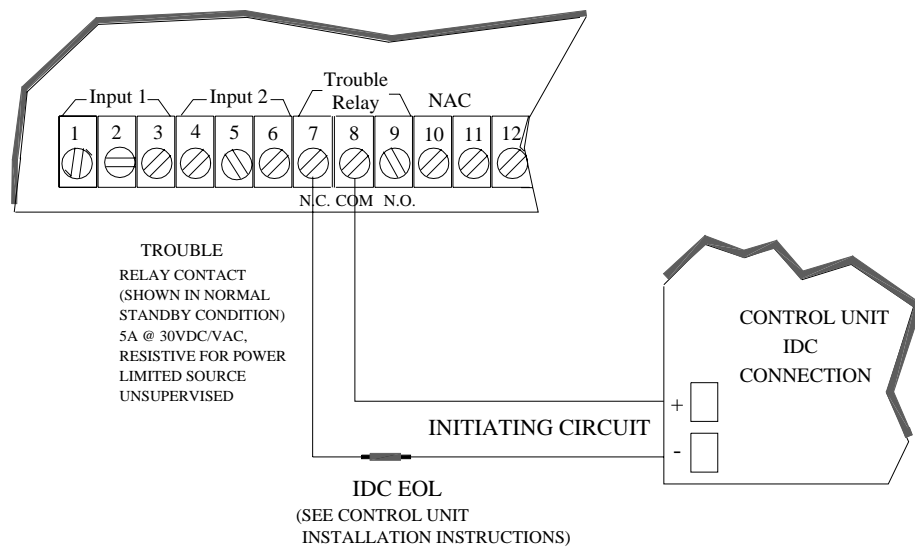 Trouble
Input 1 Input 2 Relay NAC
1 2 3 4 5 6 7 8 9 10 11 12
N.C. COM N.O.
TROUBLE
RELAY CONTACT
(SHOWN IN NORMAL
STANDBY CONDITION)
5A @ 30VDC/VAC,
RESISTIVE FOR POWER
LIMITED SOURCE
UNSUPERVISED
CONTROL UNIT
IDC
CONNECTION
+
INITIATING CIRCUIT
-
IDC EOL
(SEE CONTROL UNIT
INSTALLATION INSTRUCTIONS)